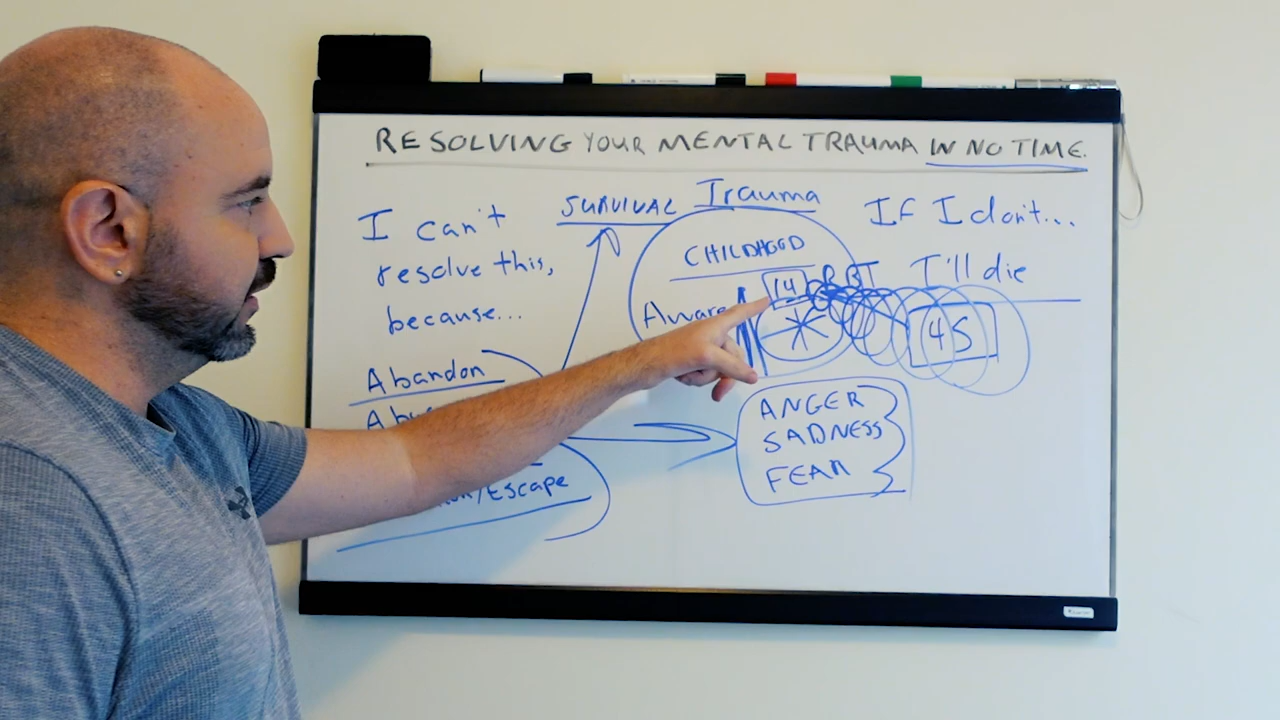 RESOLVING YOUR MENTAL TRAUMA IN NO TIME.
SURVIVAL Trauma
I can't
resolve this,
because...
If I don't...
I'll die
CHILDHOOD
14
Aware
45
Abandon
ANGER
SADNESS
FEAR
/Escape